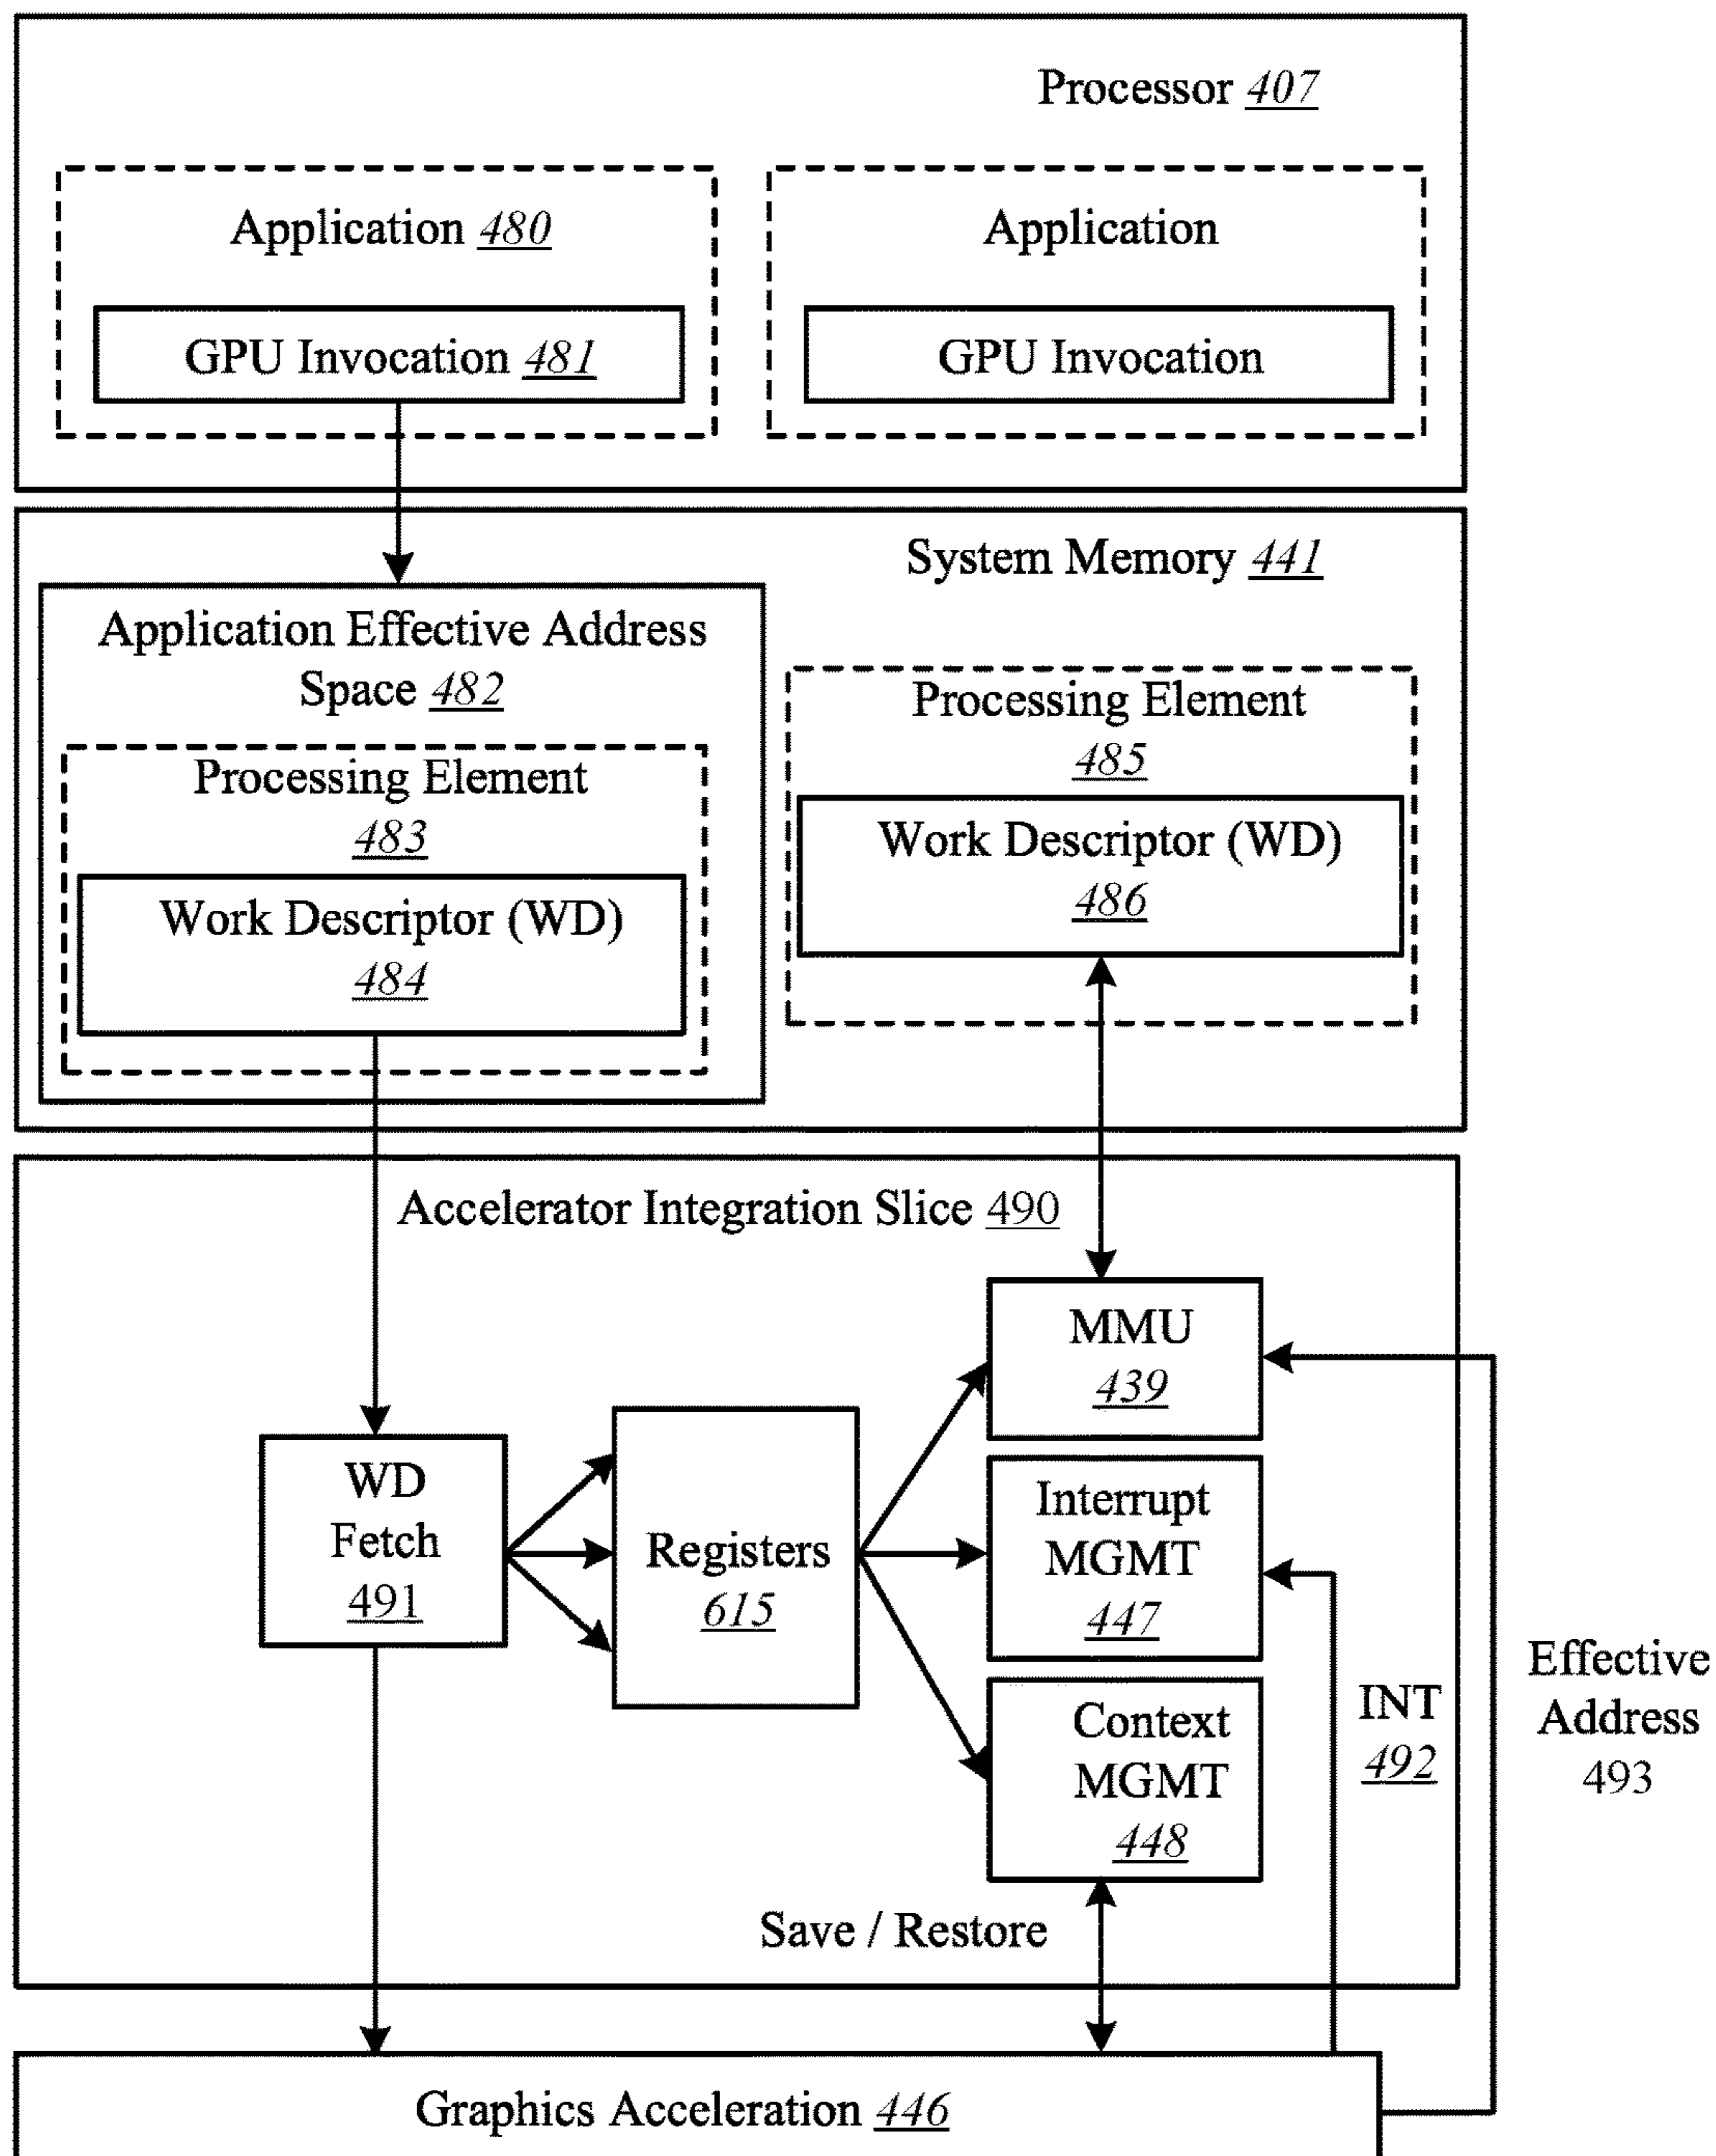 Processor 407
Application 480
Application
GPU Invocation 481
GPU Invocation
System Memory 441
Application Effective Address
Space 482
Processing Element
483
Work Descriptor (WD)
484
Processing Element
485
Work Descriptor (WD)
486
Accelerator Integration Slice 490
MMU
439
WD
Fetch
491
Registers
615
Interrupt
MGMT
447
Context
MGMT
448
INT
492
Effective
Address
493
Save / Restore
Graphics Acceleration 446